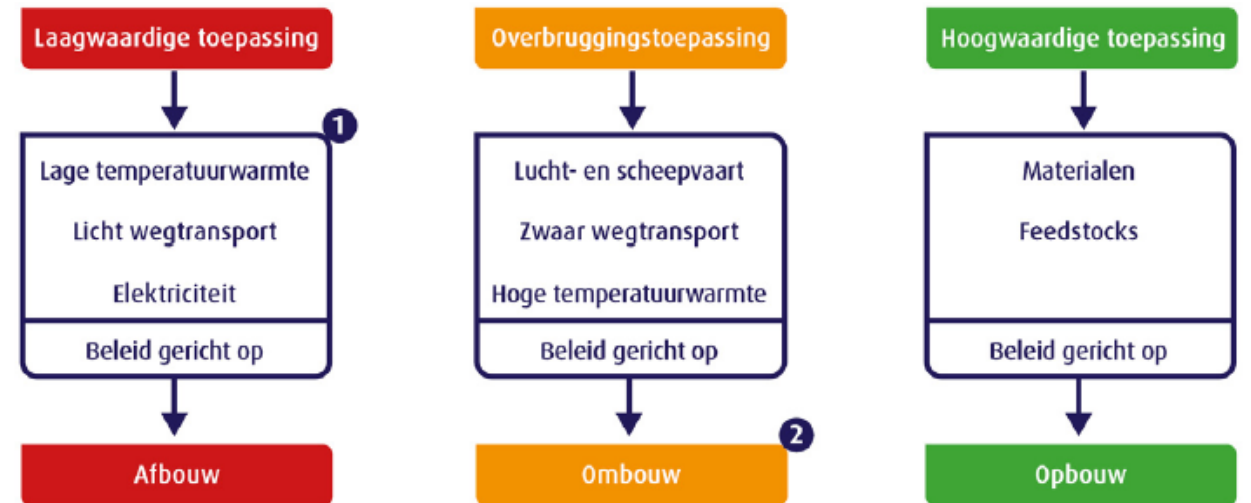 Laagwaardige toepassing
1
Lage temperatuurwarmte
Licht wegtransport
Elektriciteit
Beleid gericht op
Afbouw
Overbruggingstoepassing
Lucht- en scheepvaart
Zwaar wegtransport
Hoge temperatuurwarmte
Beleid gericht op
2
Ombouw
Hoogwaardige toepassing
Materialen
Feedstocks
Beleid gericht op
Opbouw